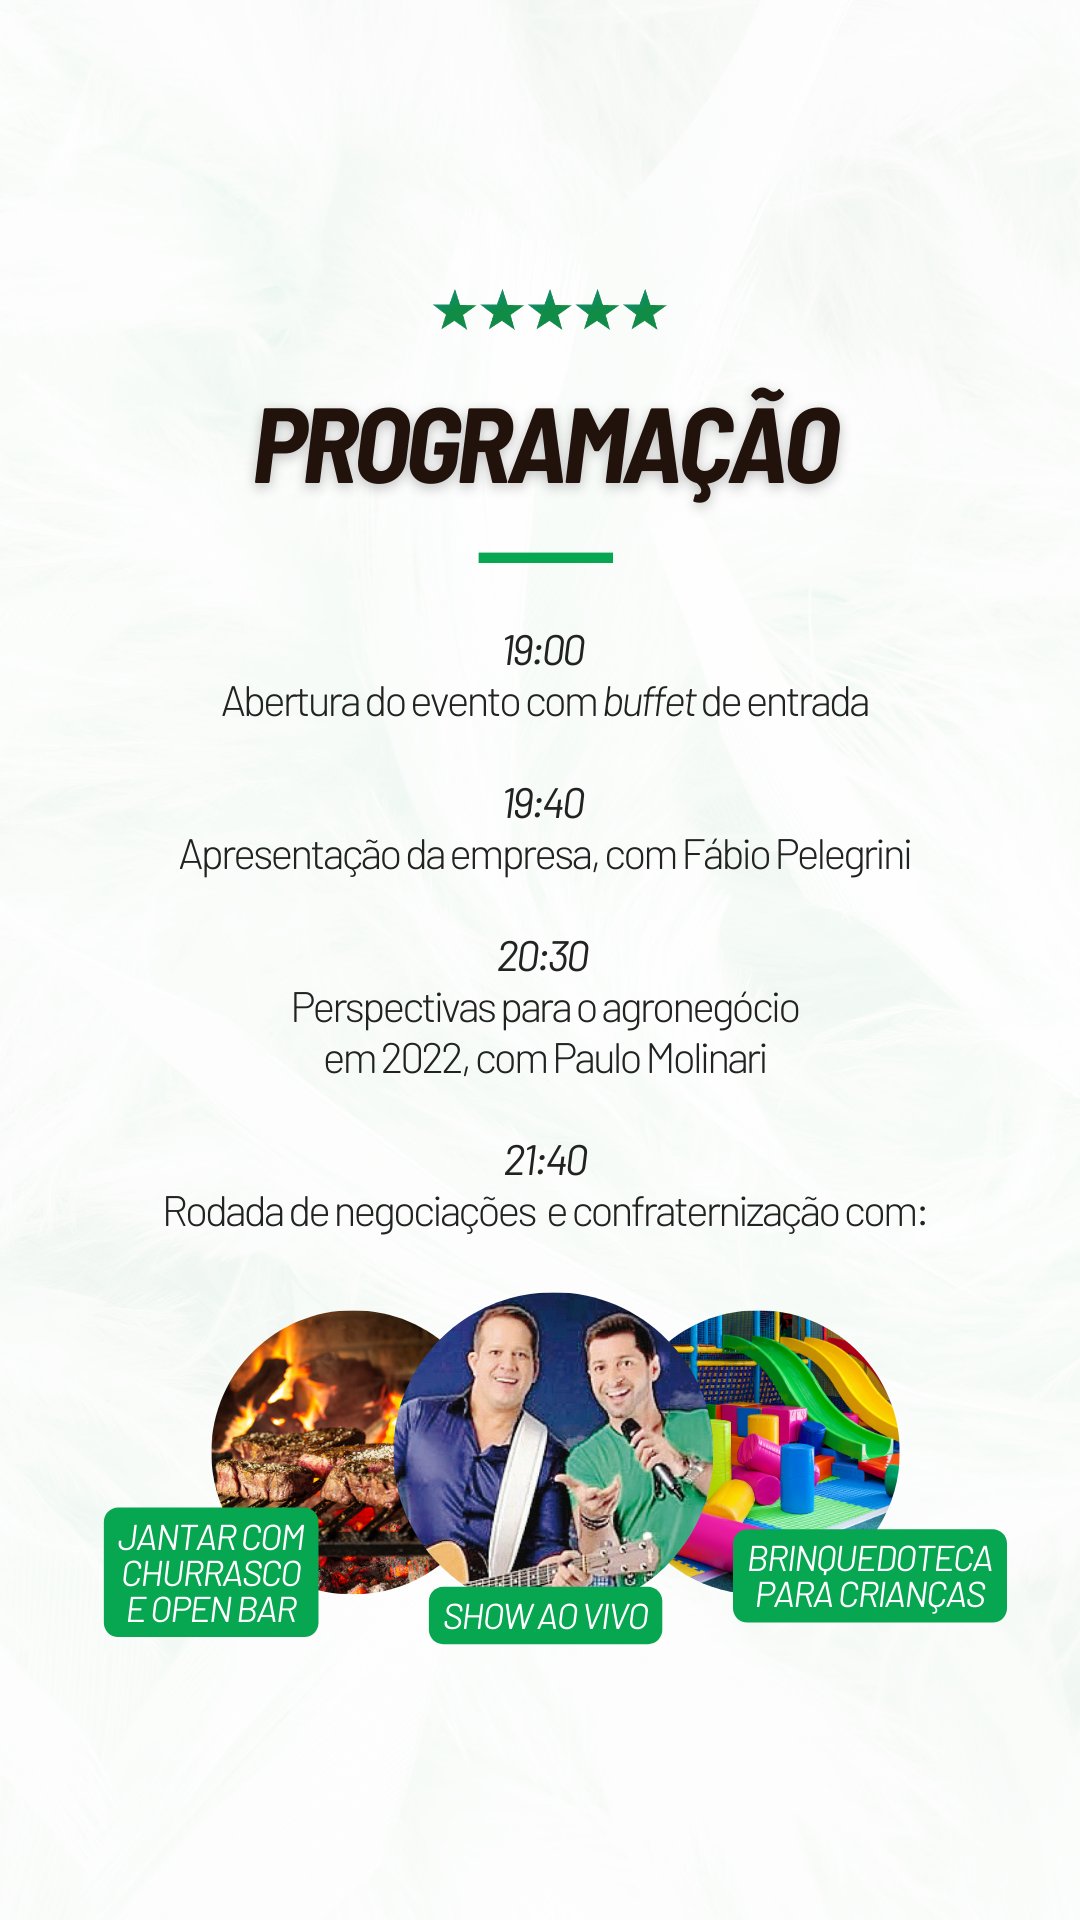 PROGRAMAÇÃO
19:00
Abertura do evento com buffet de entrada
19:40
Apresentação da empresa, com Fábio Pelegrini
20:30
Perspectivas para o agronegócio
em 2022, com Paulo Molinari
21:40
Rodada de negociações e confraternização com:
JANTAR COM
CHURRASCO
E OPEN BAR
SHOW AO VIVO
BRINQUEDOTECA
PARA CRIANÇAS